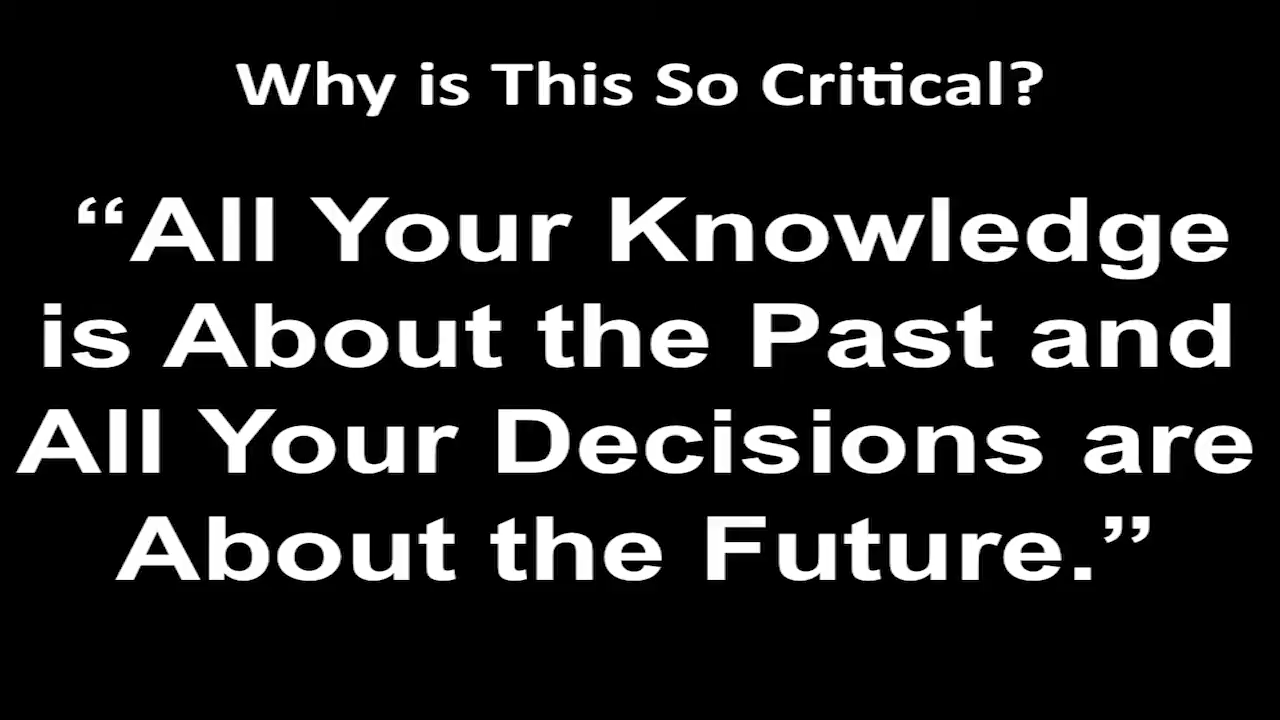 Why is This So Critical?
“All Your Knowledge
is About the Past and
All Your Decisions are
About the Future.”